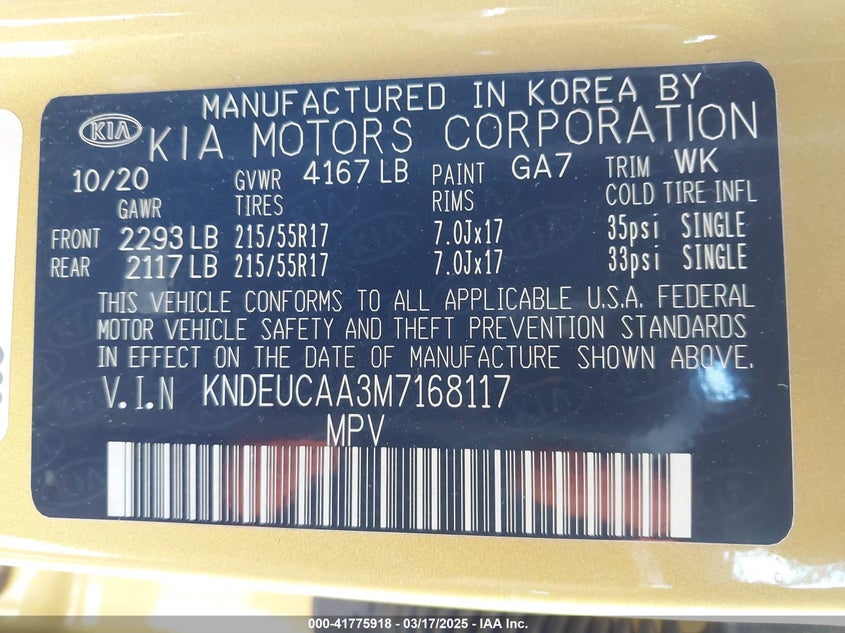 MANUFACTURED IN KOREA BY
KIA KIA MOTORS CORPORATION
10/20 GVWR 4167 LB PAINT GA7 TRIM WK
GAWR TIRES RIMS COLD TIRE INFL
FRONT 2293 LB 215/55R17 7.0Jx17 35psi SINGLE
REAR 2117 LB 215/55R17 7.0Jx17 33psi SINGLE
THIS VEHICLE CONFORMS TO ALL APPLICABLE U.S.A. FEDERAL
MOTOR VEHICLE SAFETY AND THEFT PREVENTION STANDARDS
IN EFFECT ON THE DATE OF MANUFACTURE SHOWN ABOVE.
V.I.N KNDEUCAA3M7168117
MPV
000-41775918 - 03/17/2025 - IAA Inc.